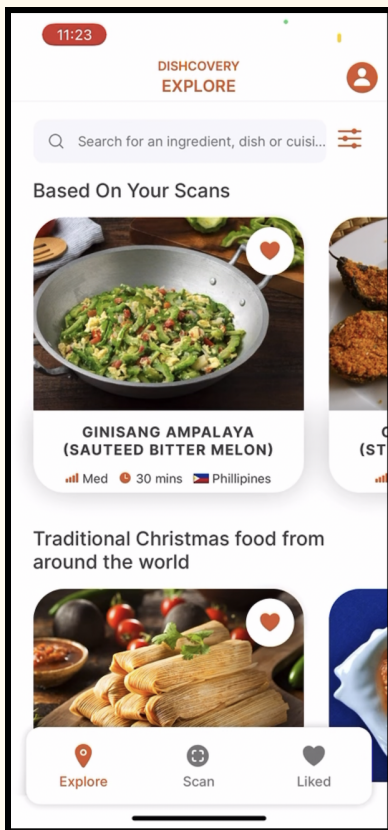 11:23
DISHCOVERY
EXPLORE
Search for an ingredient, dish or cuisi...
Based On Your Scans
GINISANG AMPALAYA
(SAUTEED BITTER MELON)
Med 30 mins Phillipines
(ST
Traditional Christmas food from
around the world
Explore Scan Liked